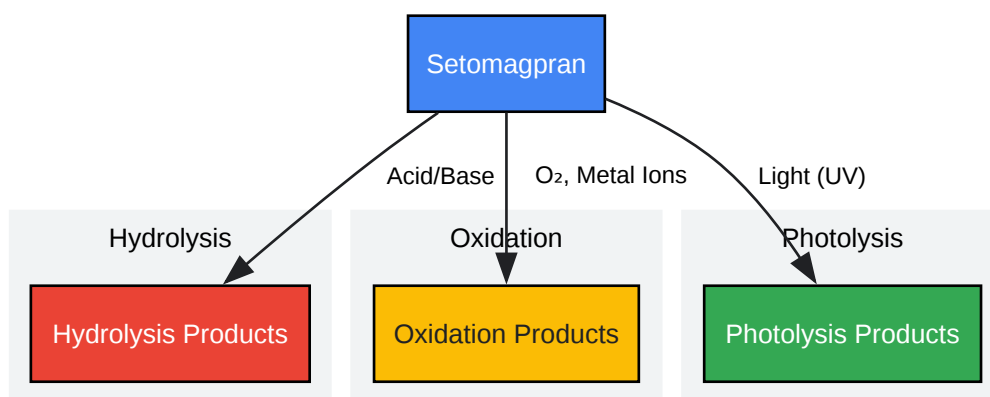 Setomagpran
Acid/Base
O₂, Metal Ions
Light (UV)
Hydrolysis
Oxidation
Photolysis
Hydrolysis Products
Oxidation Products
Photolysis Products